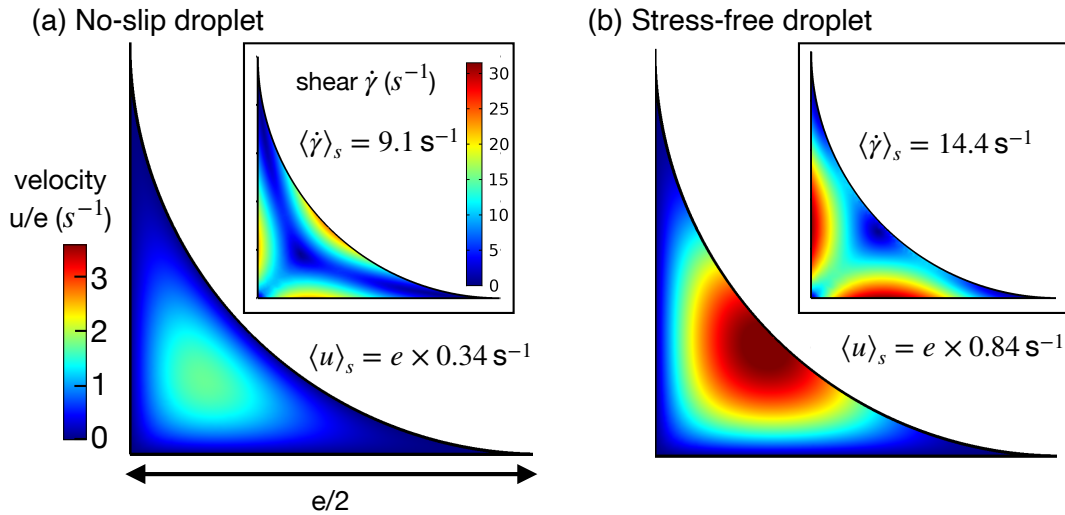 (a) No-slip droplet
shear γ̇ (s⁻¹)
30
25
20
15
10
5
0
⟨γ̇⟩ₛ = 9.1 s⁻¹
velocity
u/e (s⁻¹)
3
2
1
0
⟨u⟩ₛ = e × 0.34 s⁻¹
e/2
(b) Stress-free droplet
⟨γ̇⟩ₛ = 14.4 s⁻¹
⟨u⟩ₛ = e × 0.84 s⁻¹